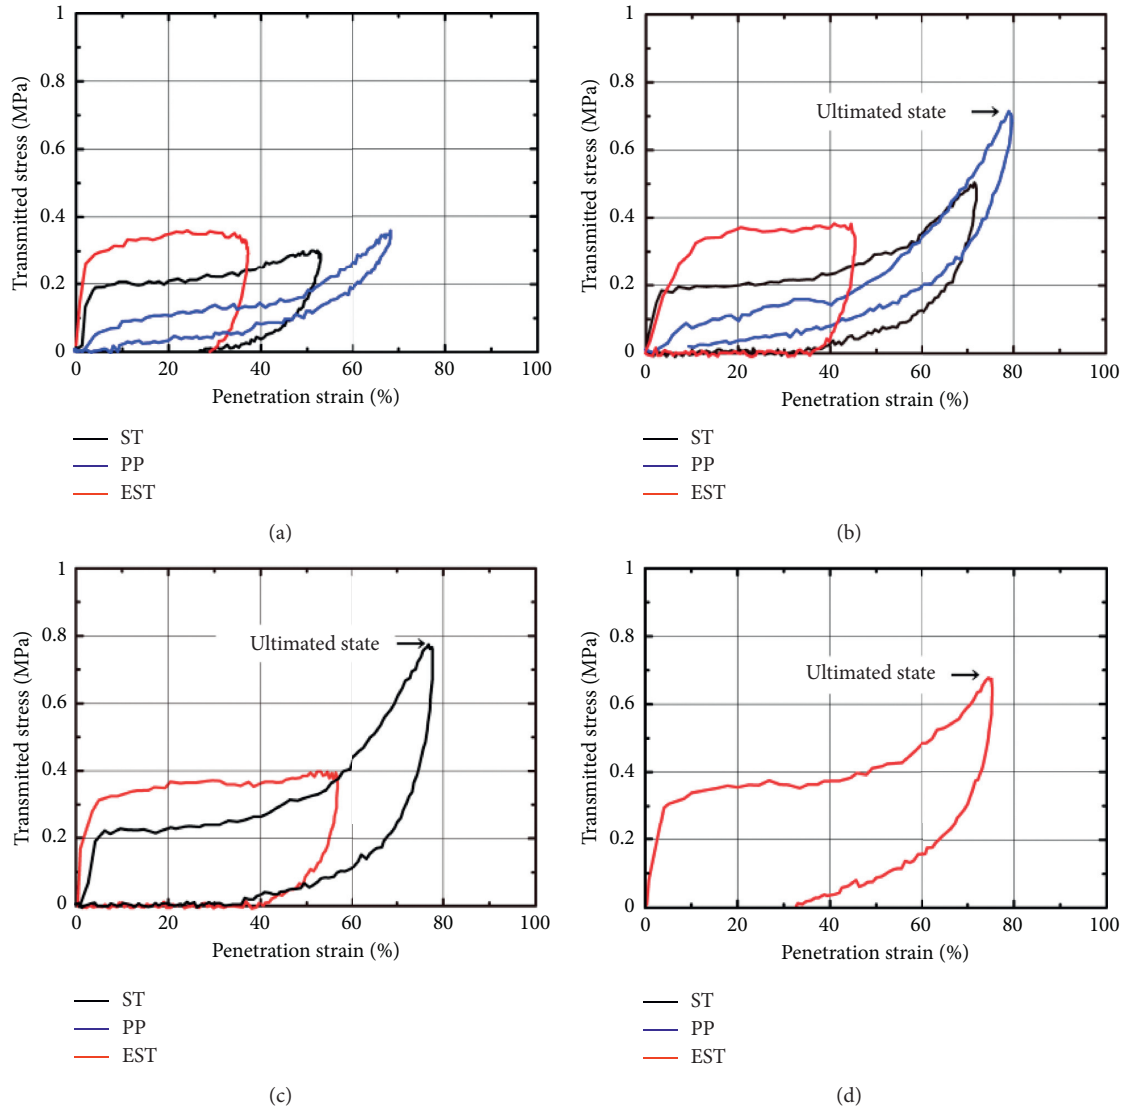 1
0.8
0.6
0.4
0.2
0
Transmitted stress (MPa)
0 20 40 60 80 100
Penetration strain (%)
ST
PP
EST
(a)
1
0.8
0.6
0.4
0.2
0
Transmitted stress (MPa)
Ultimated state
0 20 40 60 80 100
Penetration strain (%)
ST
PP
EST
(b)
1
0.8
0.6
0.4
0.2
0
Transmitted stress (MPa)
Ultimated state
0 20 40 60 80 100
Penetration strain (%)
ST
PP
EST
(c)
1
0.8
0.6
0.4
0.2
0
Transmitted stress (MPa)
Ultimated state
0 20 40 60 80 100
Penetration strain (%)
ST
PP
EST
(d)